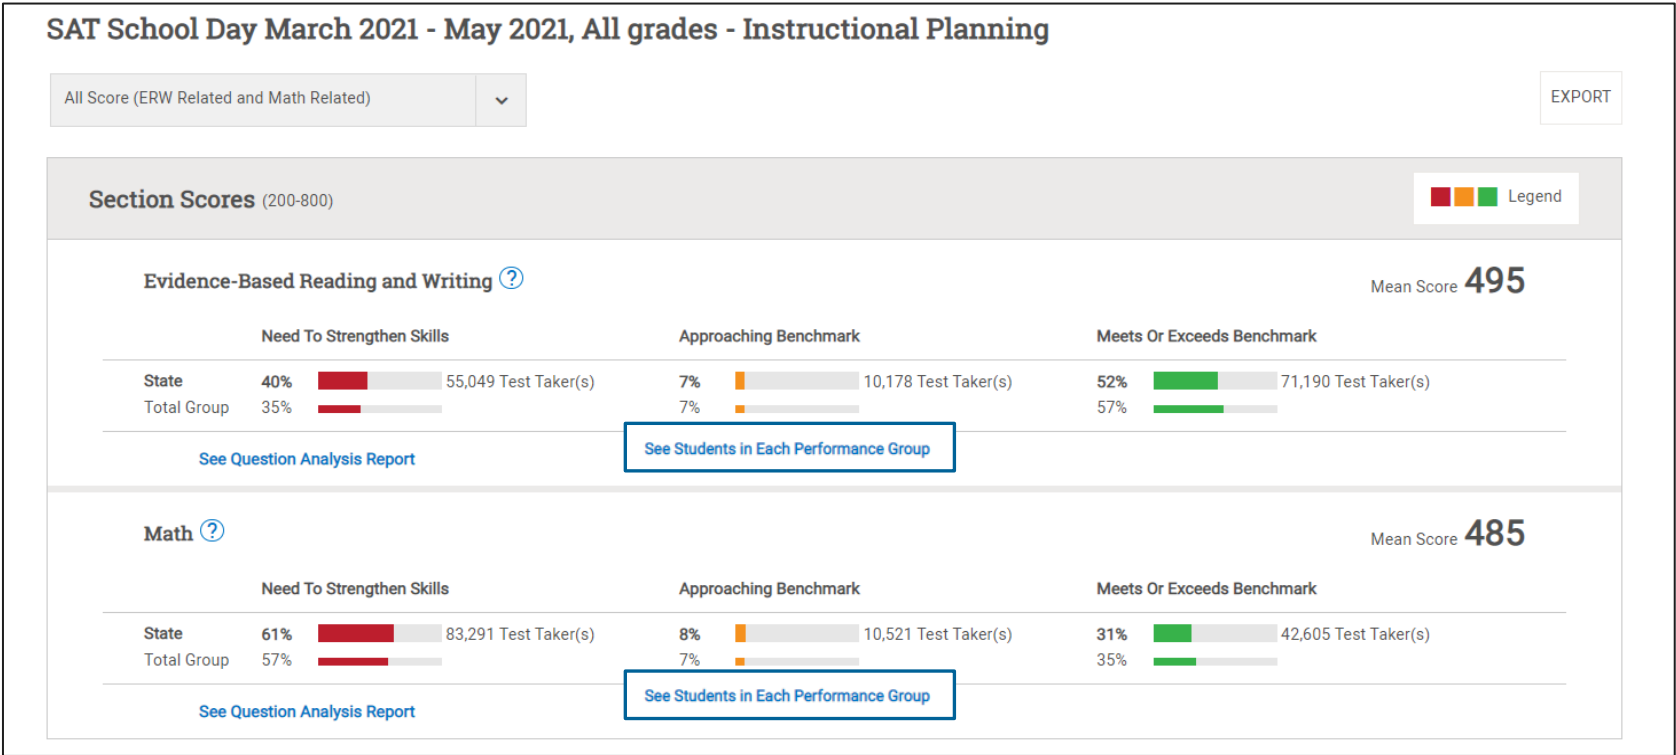 SAT School Day March 2021 - May 2021, All grades - Instructional Planning
All Score (ERW Related and Math Related)
EXPORT
Section Scores (200-800)
Legend
Evidence-Based Reading and Writing ?
Mean Score 495
Need To Strengthen Skills Approaching Benchmark Meets Or Exceeds Benchmark
State 40% 55,049 Test Taker(s) 7% 10,178 Test Taker(s) 52% 71,190 Test Taker(s)
Total Group 35% 7% 57%
See Question Analysis Report See Students in Each Performance Group
Math ?
Mean Score 485
Need To Strengthen Skills Approaching Benchmark Meets Or Exceeds Benchmark
State 61% 83,291 Test Taker(s) 8% 10,521 Test Taker(s) 31% 42,605 Test Taker(s)
Total Group 57% 7% 35%
See Question Analysis Report See Students in Each Performance Group